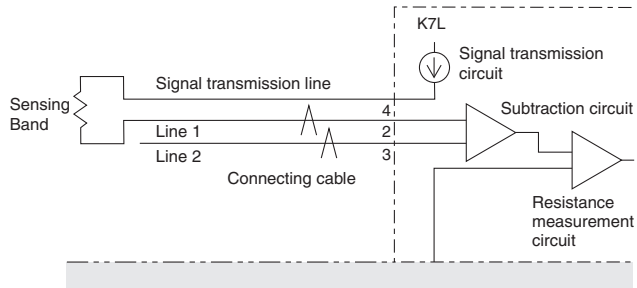 K7L
Signal transmission
circuit
Signal transmission line
Sensing
Band
4
Subtraction circuit
Line 1
2
Line 2
3
Connecting cable
Resistance
measurement
circuit